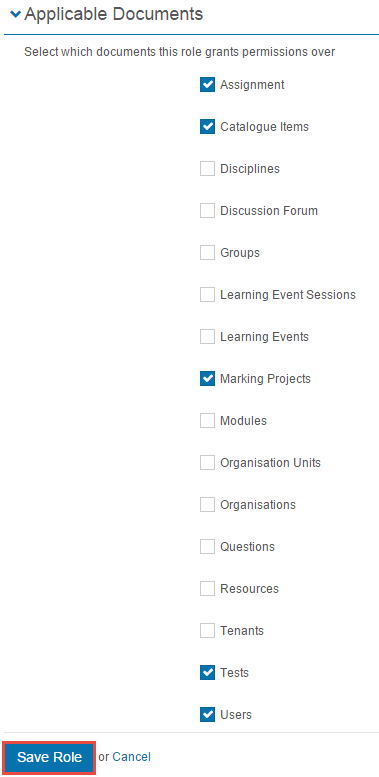 Applicable Documents
Select which documents this role grants permissions over
Assignment
Catalogue Items
Disciplines
Discussion Forum
Groups
Learning Event Sessions
Learning Events
Marking Projects
Modules
Organisation Units
Organisations
Questions
Resources
Tenants
Tests
Users
Save Role or Cancel